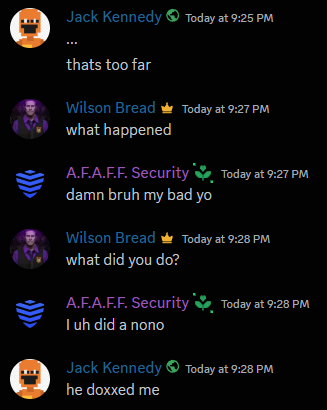 Jack Kennedy Today at 9:25 PM
...
thats too far
Wilson Bread Today at 9:27 PM
what happened
A.F.A.F.F. Security Today at 9:27 PM
damn bruh my bad yo
Wilson Bread Today at 9:28 PM
what did you do?
A.F.A.F.F. Security Today at 9:28 PM
I uh did a nono
Jack Kennedy Today at 9:28 PM
he doxxed me